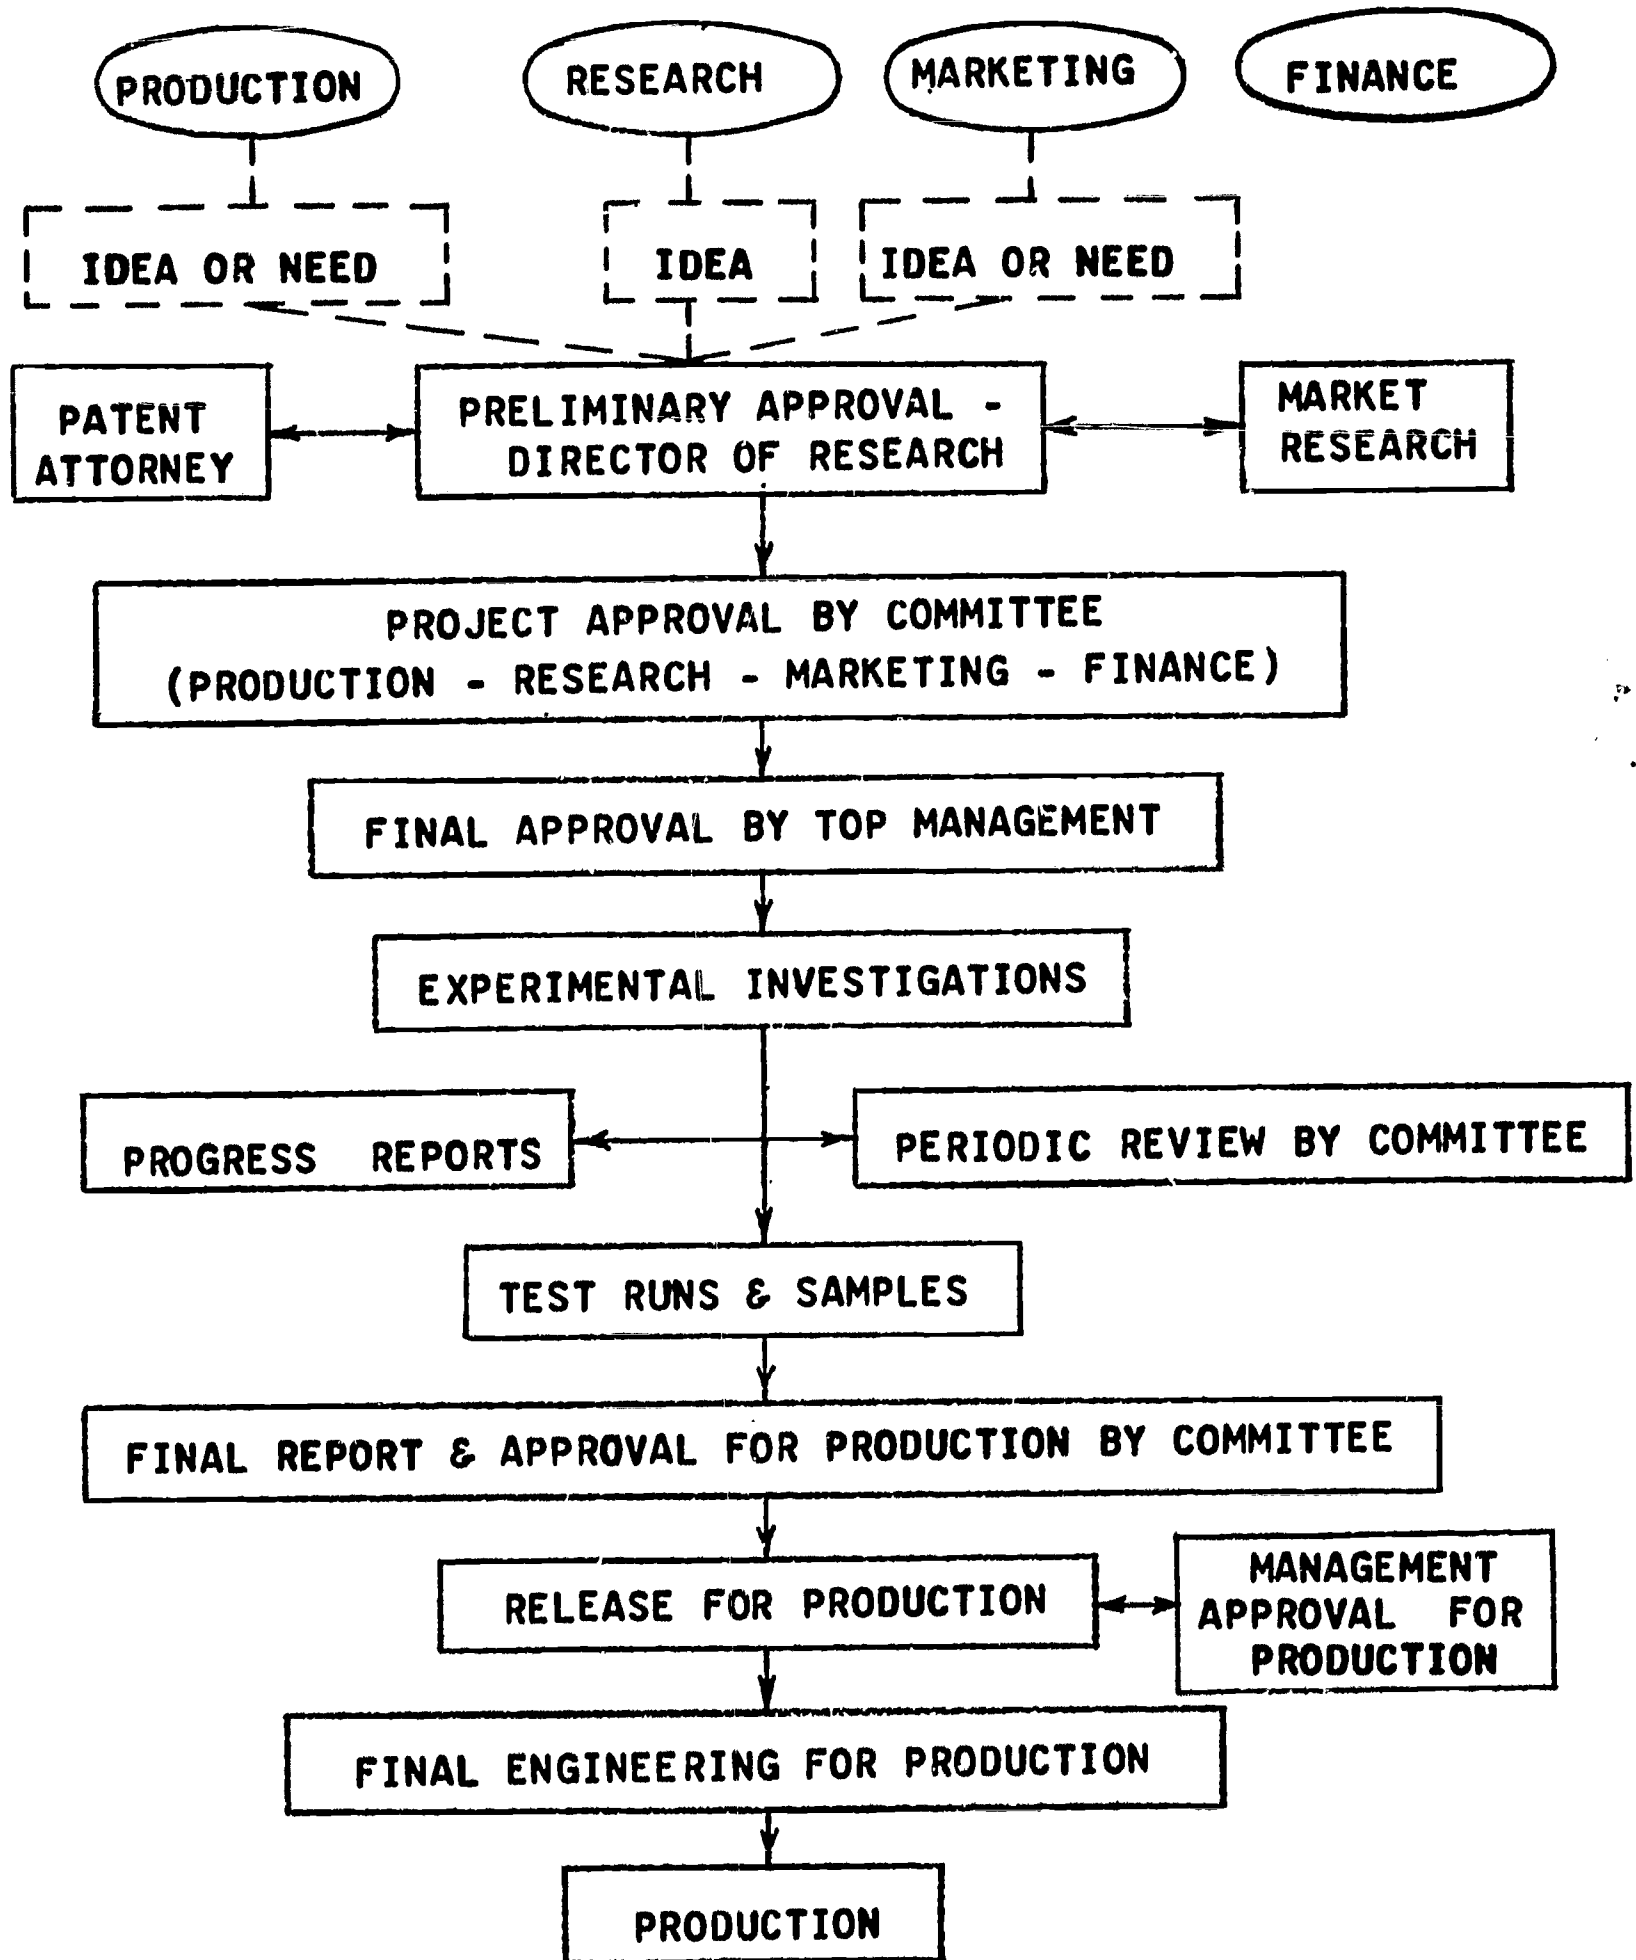 PRODUCTION
RESEARCH
MARKETING
FINANCE
IDEA OR NEED
IDEA
IDEA OR NEED
PATENT
ATTORNEY
PRELIMINARY APPROVAL -
DIRECTOR OF RESEARCH
MARKET
RESEARCH
PROJECT APPROVAL BY COMMITTEE
(PRODUCTION - RESEARCH - MARKETING - FINANCE)
FINAL APPROVAL BY TOP MANAGEMENT
EXPERIMENTAL INVESTIGATIONS
PROGRESS REPORTS
PERIODIC REVIEW BY COMMITTEE
TEST RUNS & SAMPLES
FINAL REPORT & APPROVAL FOR PRODUCTION BY COMMITTEE
RELEASE FOR PRODUCTION
MANAGEMENT
APPROVAL FOR
PRODUCTION
FINAL ENGINEERING FOR PRODUCTION
PRODUCTION